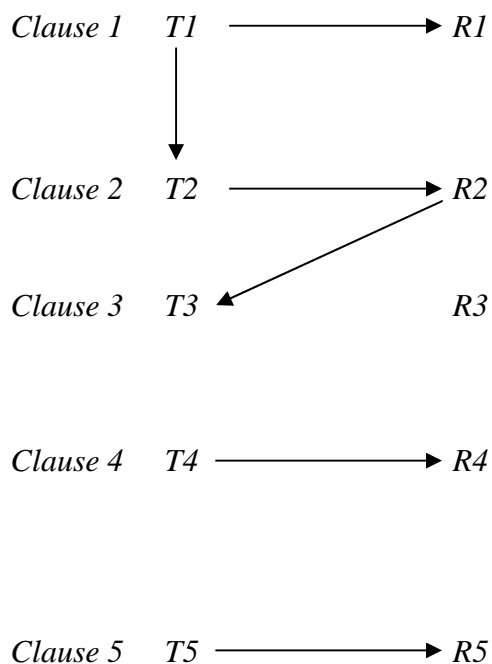 Clause 1 T1 R1
Clause 2 T2 R2
Clause 3 T3 R3
Clause 4 T4 R4
Clause 5 T5 R5